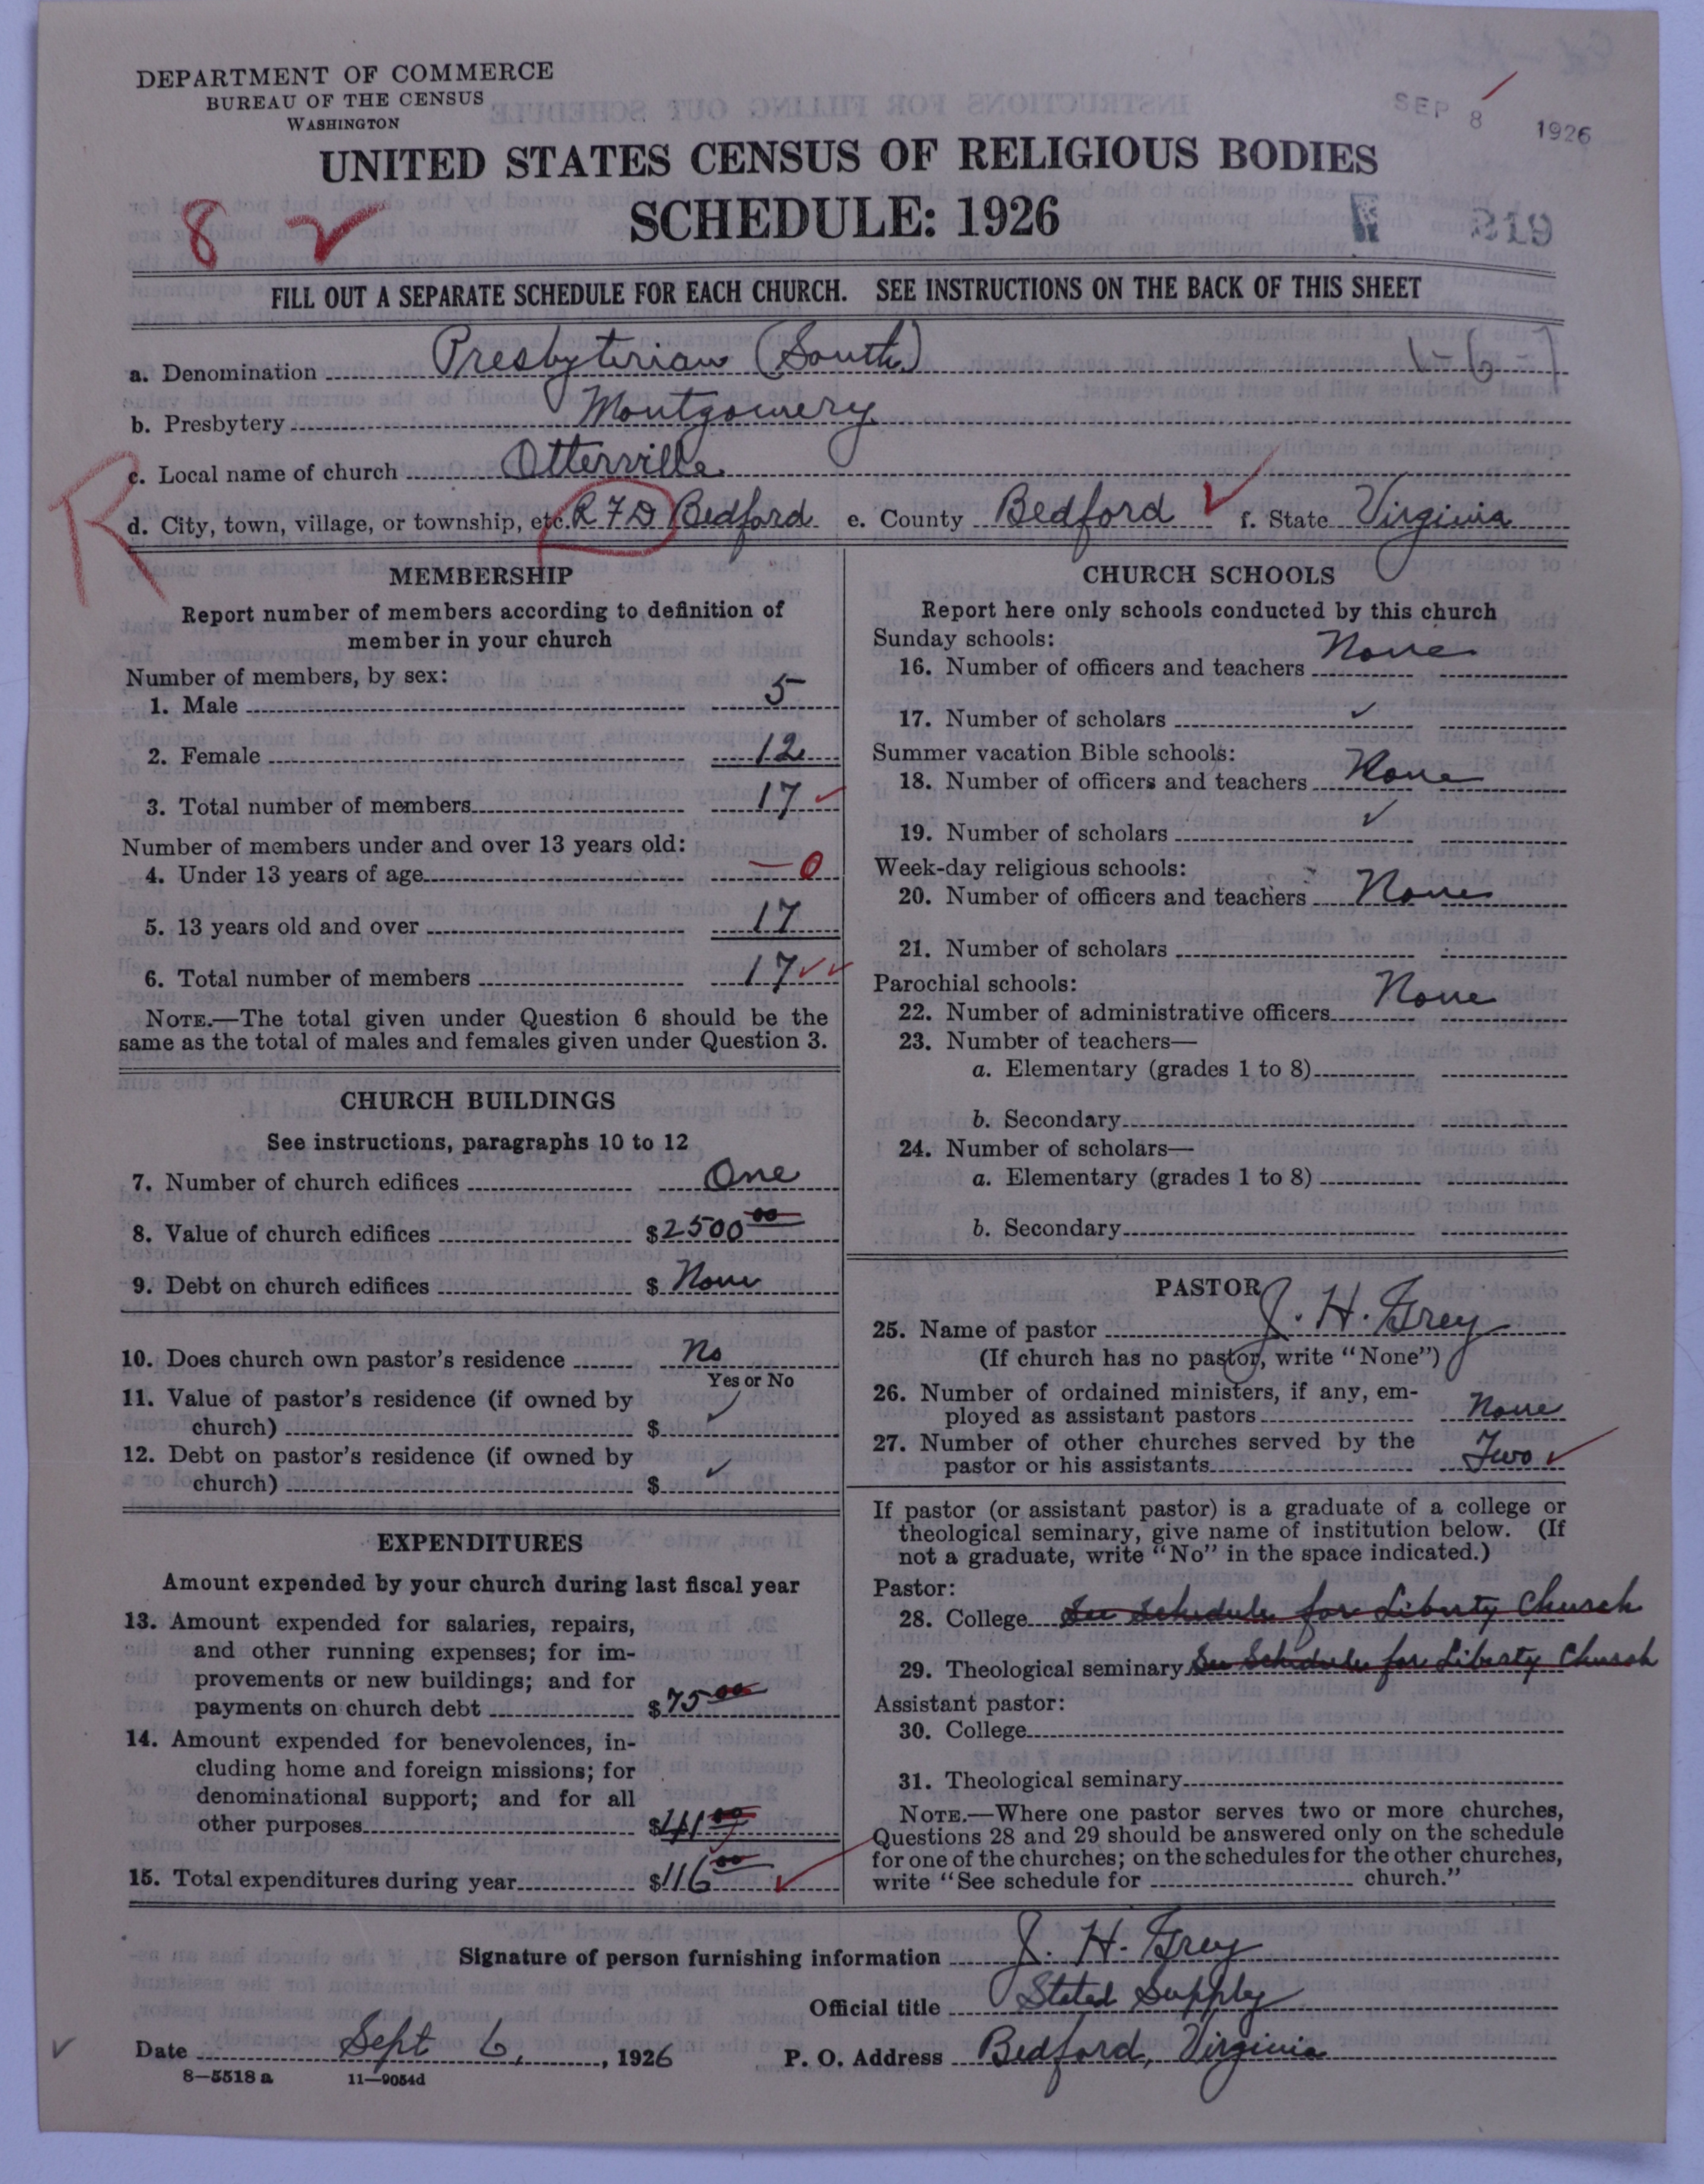 DEPARTMENT OF COMMERCE
BUREAU OF THE CENSUS
WASHINGTON
SEP 8 1926
UNITED STATES CENSUS OF RELIGIOUS BODIES
SCHEDULE: 1926
8
219
FILL OUT A SEPARATE SCHEDULE FOR EACH CHURCH. SEE INSTRUCTIONS ON THE BACK OF THIS SHEET
a. Denomination Presbyterian (South)
b. Presbytery Montgomery
c. Local name of church Otterville
R
d. City, town, village, or township, etc. R F D Bedford e. County Bedford f. State Virginia
MEMBERSHIP
Report number of members according to definition of
member in your church
Number of members, by sex:
1. Male 5
2. Female 12
3. Total number of members 17
Number of members under and over 13 years old:
4. Under 13 years of age — 0
5. 13 years old and over 17
6. Total number of members 17
NOTE.—The total given under Question 6 should be the
same as the total of males and females given under Question 3.
CHURCH BUILDINGS
See instructions, paragraphs 10 to 12
7. Number of church edifices One
8. Value of church edifices $2500 00
9. Debt on church edifices $ None
10. Does church own pastor's residence No
Yes or No
11. Value of pastor's residence (if owned by
church) $ ✓
12. Debt on pastor's residence (if owned by
church) $ ✓
EXPENDITURES
Amount expended by your church during last fiscal year
13. Amount expended for salaries, repairs,
and other running expenses; for im-
provements or new buildings; and for
payments on church debt $75 00
14. Amount expended for benevolences, in-
cluding home and foreign missions; for
denominational support; and for all
other purposes $41 00
15. Total expenditures during year $116 00
CHURCH SCHOOLS
Report here only schools conducted by this church
Sunday schools:
16. Number of officers and teachers None
17. Number of scholars ✓
Summer vacation Bible schools:
18. Number of officers and teachers None
19. Number of scholars ✓
Week-day religious schools:
20. Number of officers and teachers None
21. Number of scholars
Parochial schools:
22. Number of administrative officers None
23. Number of teachers—
a. Elementary (grades 1 to 8)
b. Secondary
24. Number of scholars—
a. Elementary (grades 1 to 8)
b. Secondary
PASTOR
25. Name of pastor J. H. Grey
(If church has no pastor, write "None")
26. Number of ordained ministers, if any, em-
ployed as assistant pastors None
27. Number of other churches served by the
pastor or his assistants Two
If pastor (or assistant pastor) is a graduate of a college or
theological seminary, give name of institution below. (If
not a graduate, write "No" in the space indicated.)
Pastor:
28. College See Schedule for Liberty Church
29. Theological seminary See Schedule for Liberty Church
Assistant pastor:
30. College
31. Theological seminary
NOTE.—Where one pastor serves two or more churches,
Questions 28 and 29 should be answered only on the schedule
for one of the churches; on the schedules for the other churches,
write "See schedule for church."
Signature of person furnishing information J. H. Grey
Official title Stated Supply
Date Sept 6, 1926 P. O. Address Bedford, Virginia
8—5518 a 11—9054d